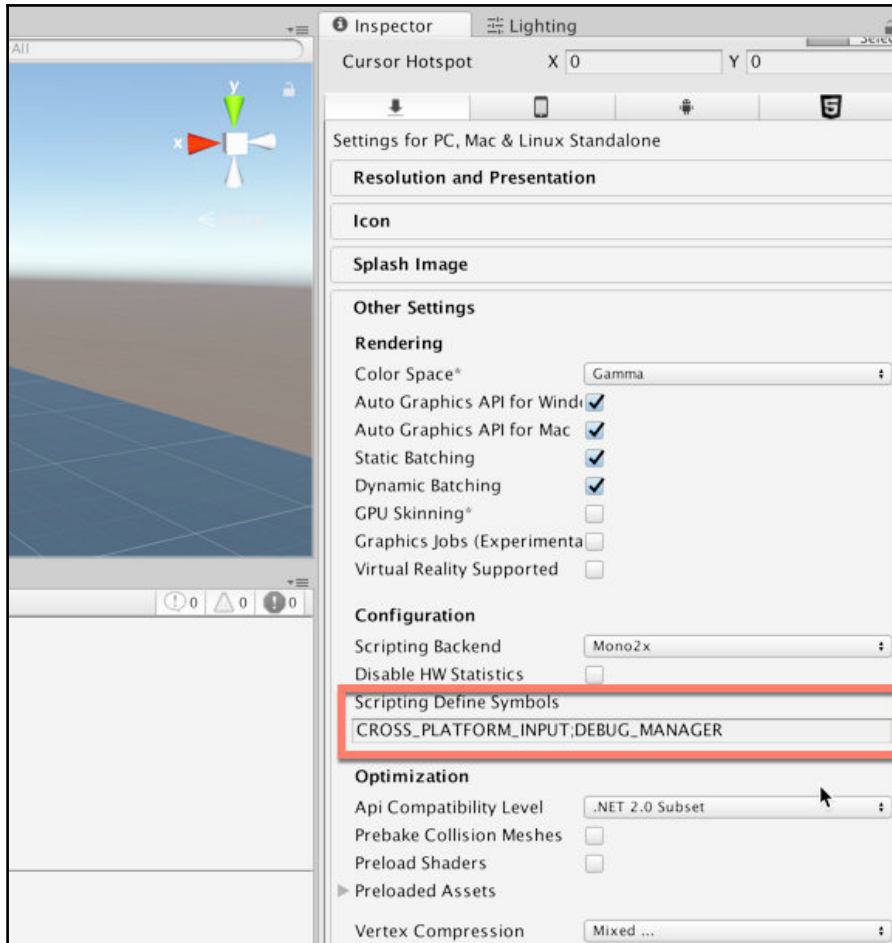 Inspector
Lighting
All
Cursor Hotspot X 0 Y 0
y
x
Settings for PC, Mac & Linux Standalone
Resolution and Presentation
Icon
Splash Image
Other Settings
Rendering
Color Space* Gamma
Auto Graphics API for Wind
Auto Graphics API for Mac
Static Batching
Dynamic Batching
GPU Skinning*
Graphics Jobs (Experimenta
Virtual Reality Supported
0 0 0
Configuration
Scripting Backend Mono2x
Disable HW Statistics
Scripting Define Symbols
CROSS_PLATFORM_INPUT;DEBUG_MANAGER
Optimization
Api Compatibility Level .NET 2.0 Subset
Prebake Collision Meshes
Preload Shaders
Preloaded Assets
Vertex Compression Mixed ...